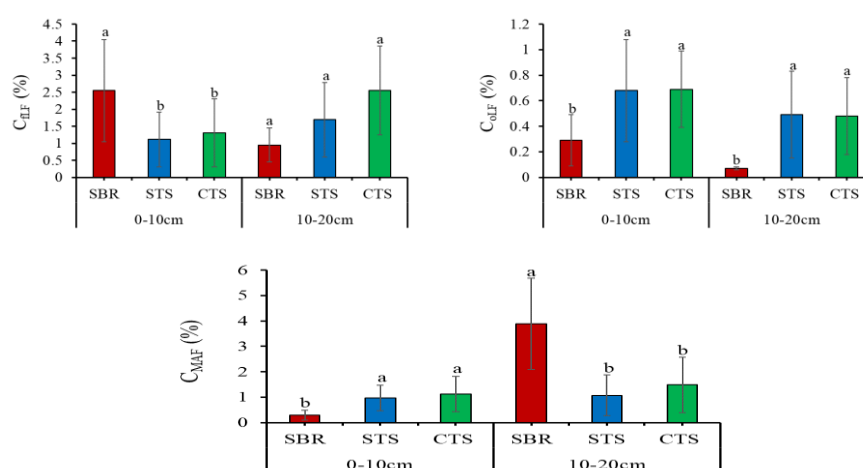 C_fLF (%)
4.5
4
3.5
3
2.5
2
1.5
1
0.5
0
a
b
b
a
a
a
SBR STS CTS SBR STS CTS
0-10cm 10-20cm
C_oLF (%)
1.2
1
0.8
0.6
0.4
0.2
0
b
a
a
b
a
a
SBR STS CTS SBR STS CTS
0-10cm 10-20cm
C_MAF (%)
6
5
4
3
2
1
0
b
a
a
a
b
b
SBR STS CTS SBR STS CTS
0-10cm 10-20cm